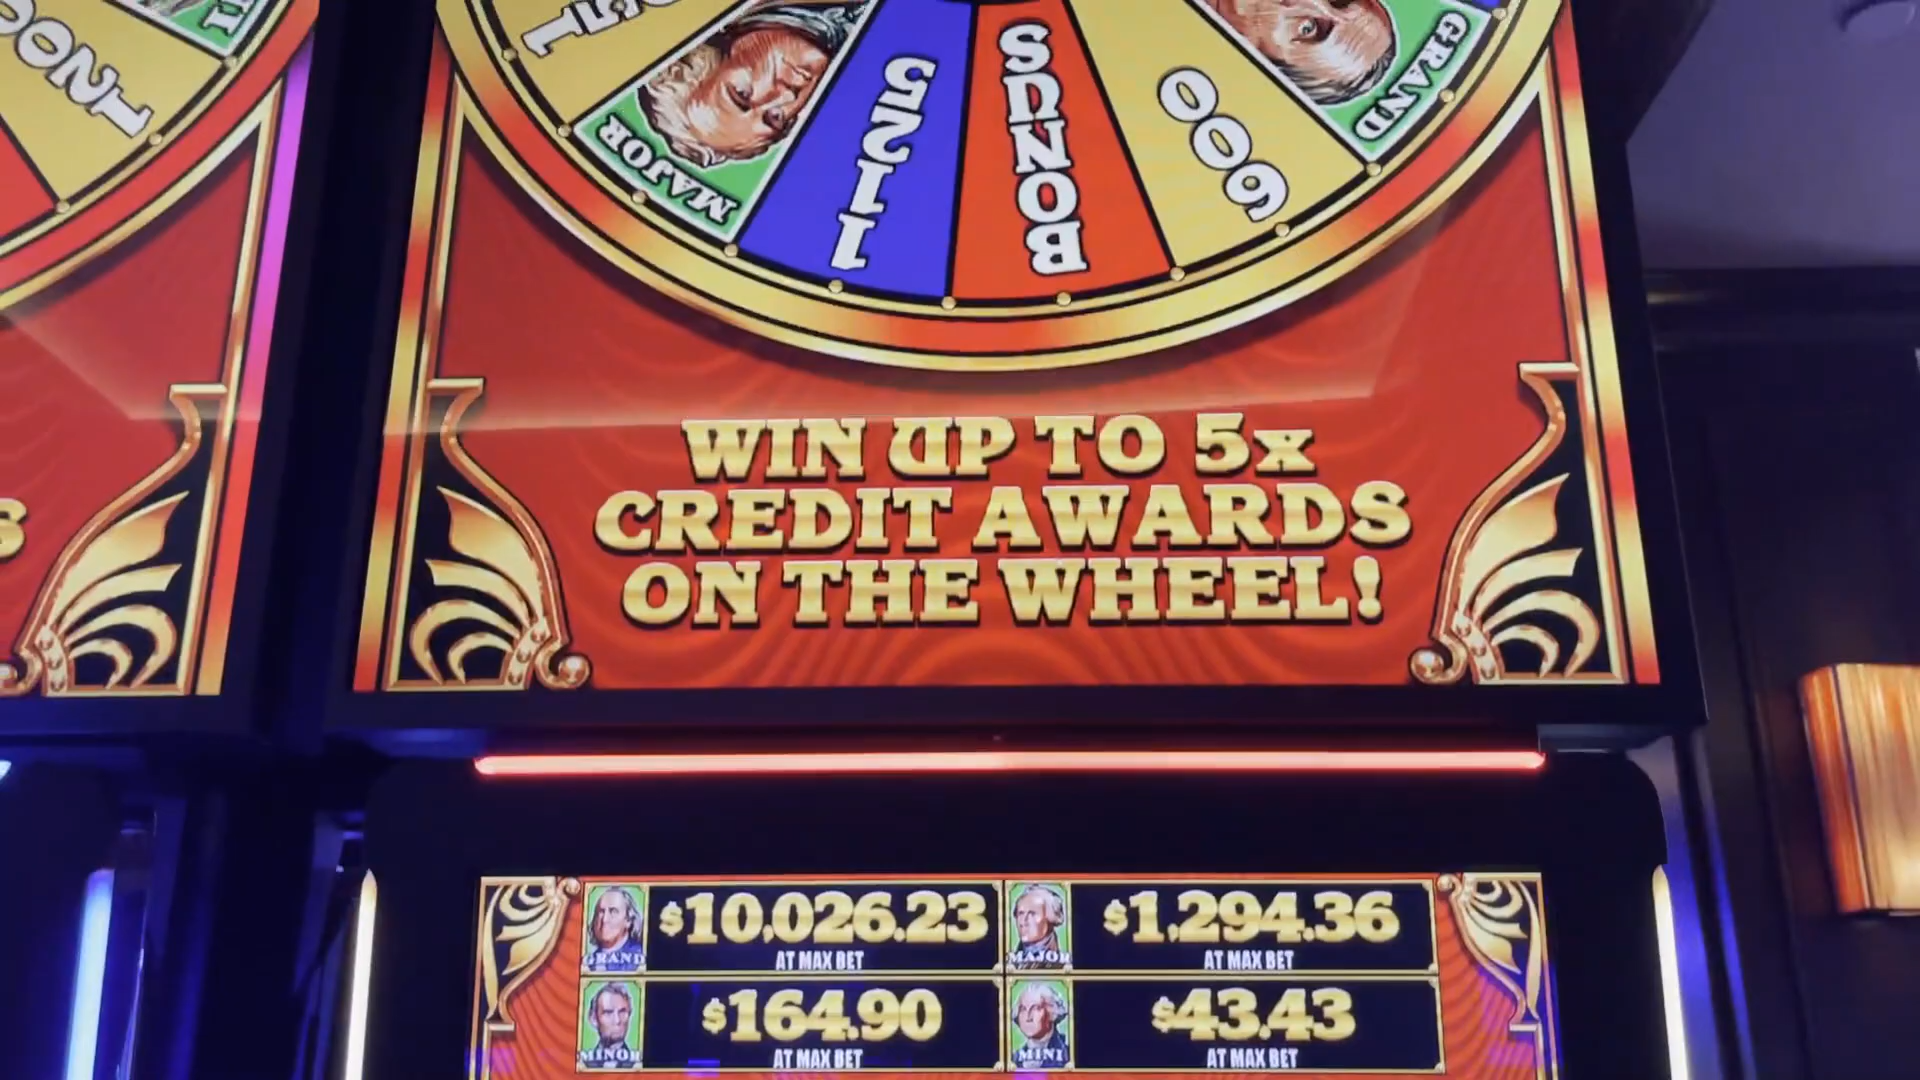 1200
MAJOR
1125
BONUS
600
GRAND
WIN UP TO 5x
CREDIT AWARDS
ON THE WHEEL!
$10,026.23
GRAND
AT MAX BET
$1,294.36
MAJOR
AT MAX BET
$164.90
MINOR
AT MAX BET
$43.43
MINI
AT MAX BET